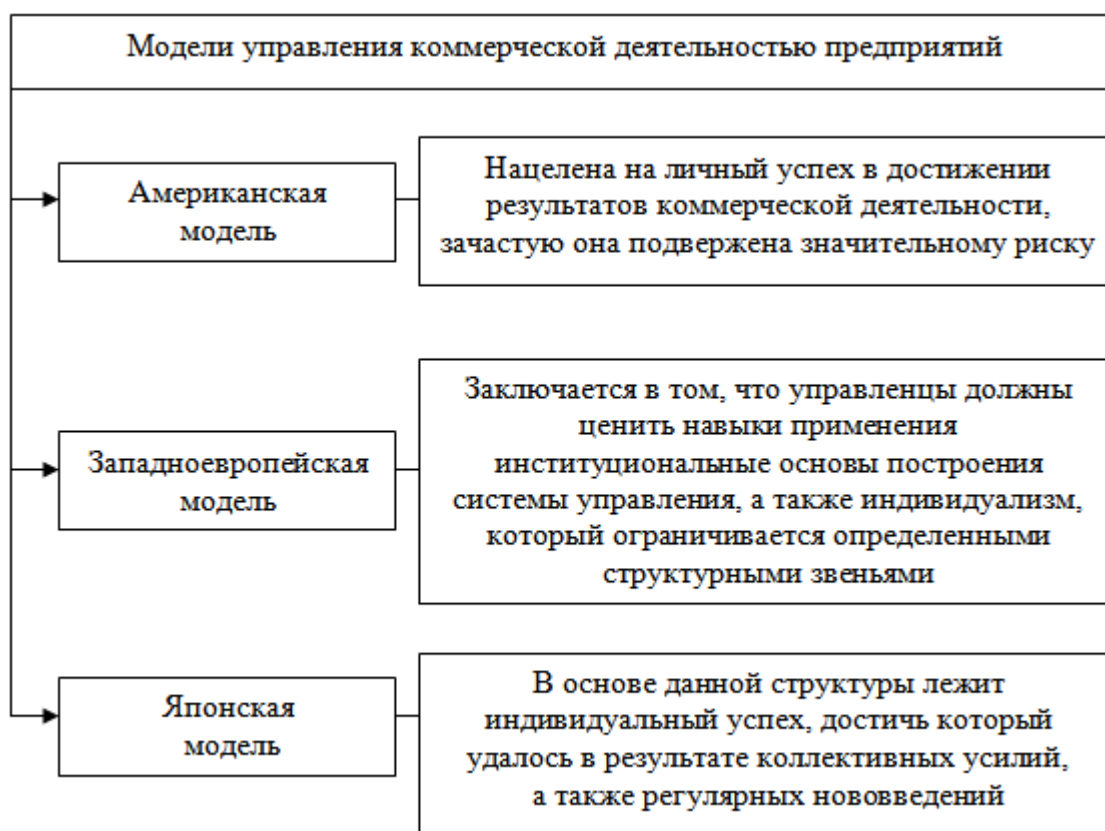 Модели управления коммерческой деятельностью предприятий
Американская
модель
Нацелена на личный успех в достижении
результатов коммерческой деятельности,
зачастую она подвержена значительному риску
Западноевропейская
модель
Заключается в том, что управленцы должны
ценить навыки применения
институциональные основы построения
системы управления, а также индивидуализм,
который ограничивается определенными
структурными звеньями
Японская
модель
В основе данной структуры лежит
индивидуальный успех, достичь который
удалось в результате коллективных усилий,
а также регулярных нововведений